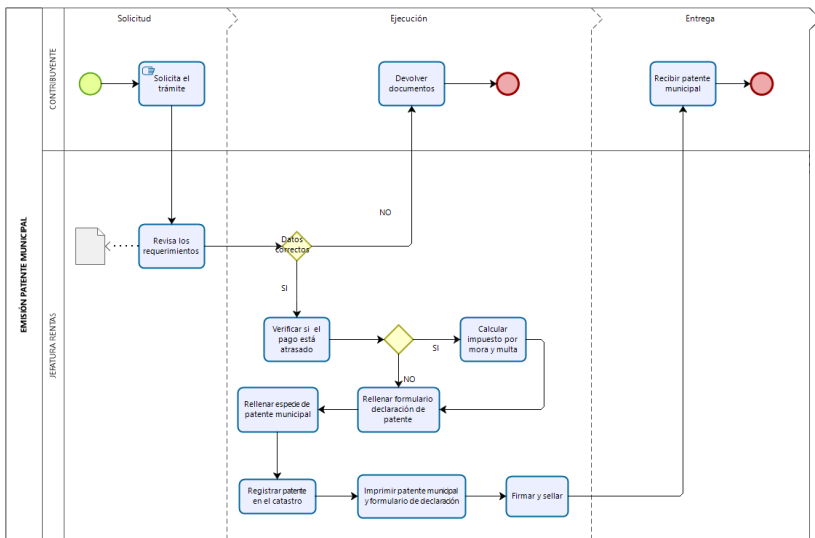 Solicitud
Ejecución
Entrega
EMISIÓN PATENTE MUNICIPAL
CONTRIBUYENTE
Solicita el
trámite
Devolver
documentos
Recibir patente
municipal
JEFATURA RENTAS
Revisa los
requerimientos
Datos
correctos
NO
SI
Verificar si el
pago está
atrasado
SI
Calcular
impuesto por
mora y multa
NO
Rellenar especie de
patente municipal
Rellenar formulario
declaración de
patente
Registrar patente
en el catastro
Imprimir patente municipal
y formulario de declaración
Firmar y sellar